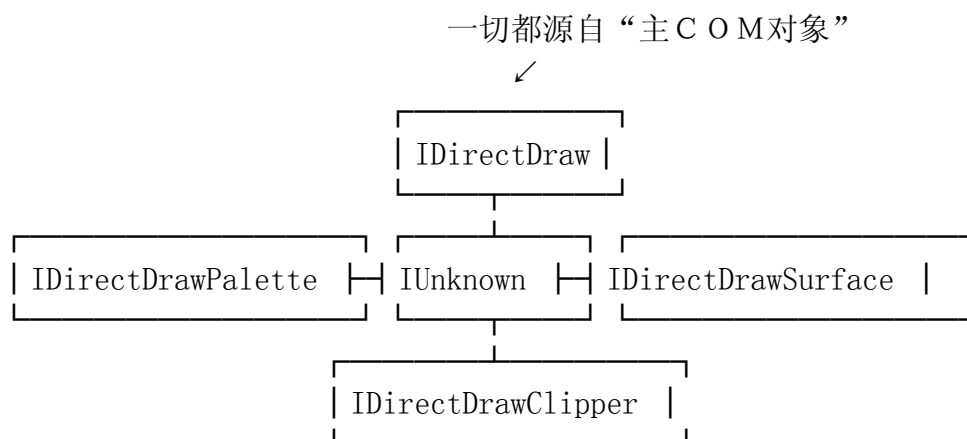 一切都源自“主ＣＯＭ对象”
↙
IDirectDraw
IDirectDrawPalette IUnknown IDirectDrawSurface
IDirectDrawClipper